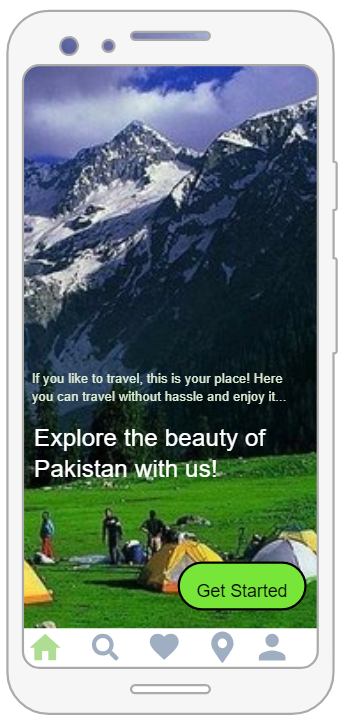 If you like to travel, this is your place! Here
you can travel without hassle and enjoy it...
Explore the beauty of
Pakistan with us!
Get Started